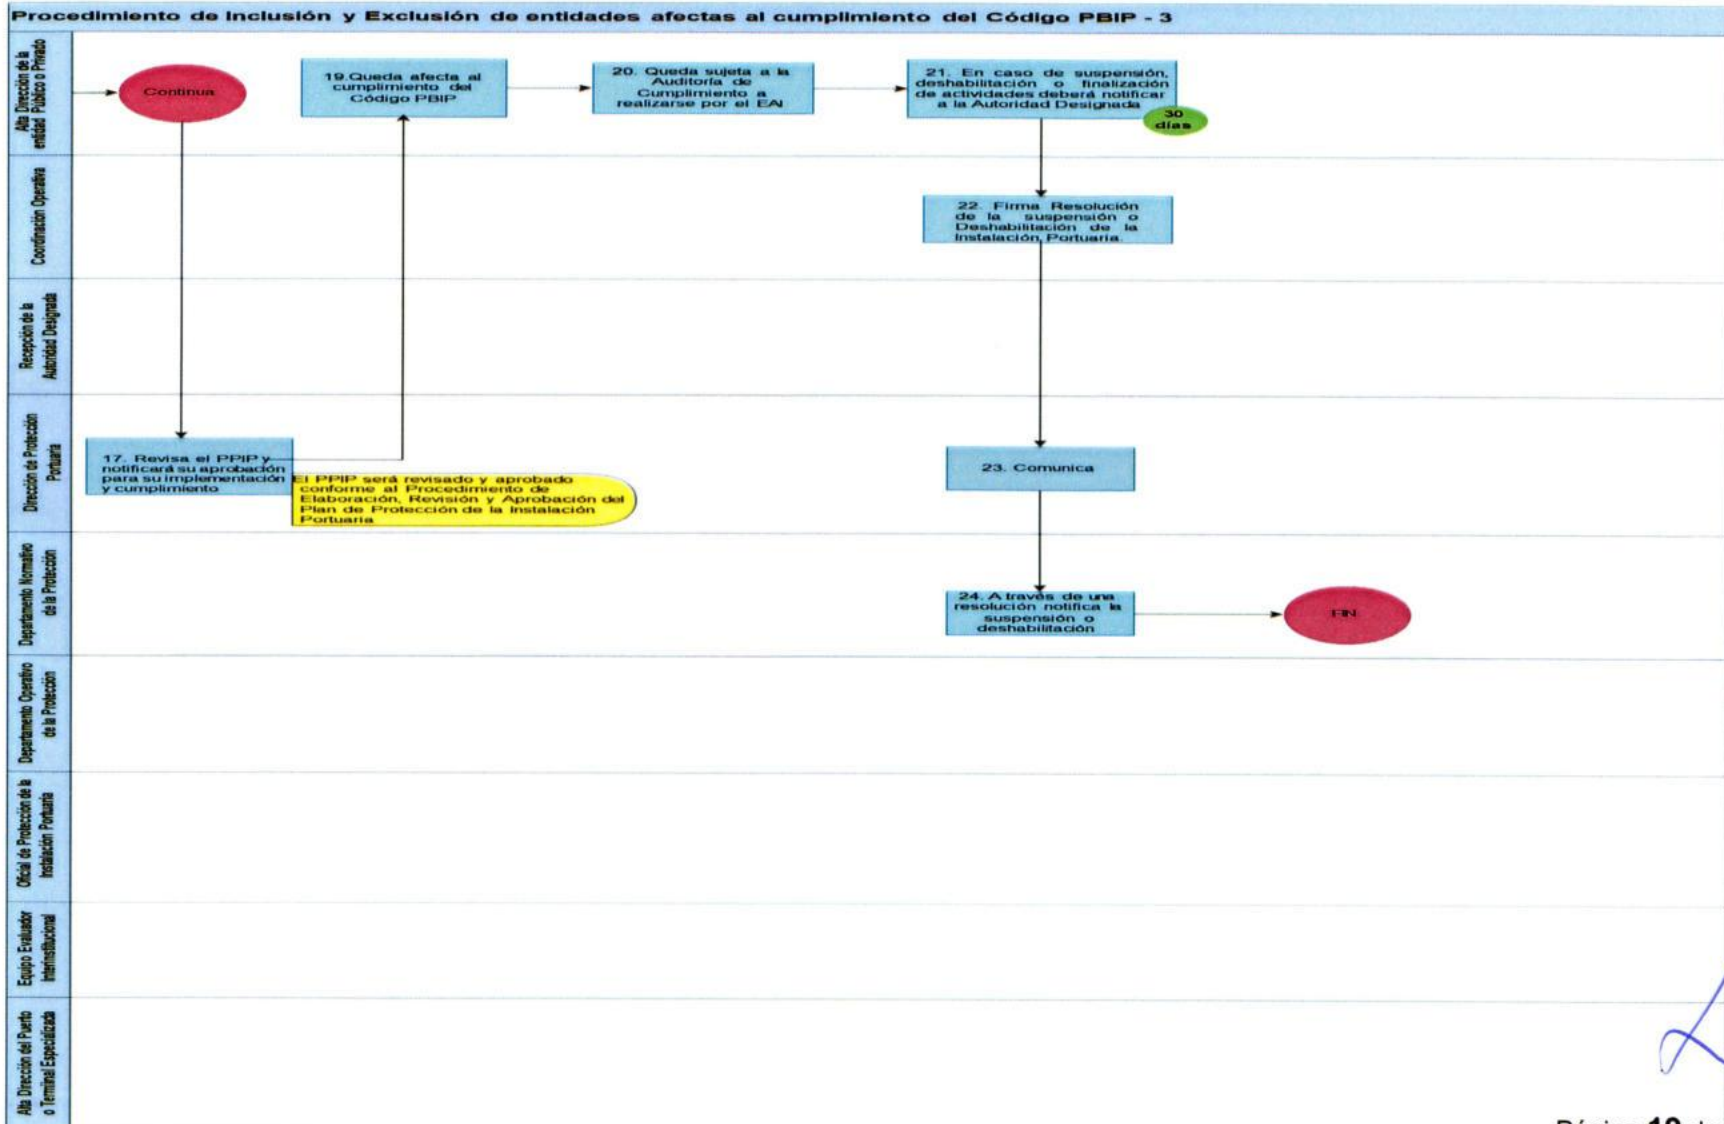 Procedimiento de Inclusión y Exclusión de entidades afectas al cumplimiento del Código PBIP - 3
Alta Dirección de la
entidad Público o Privado
Continua
19.Queda afecta al
cumplimiento del
Código PBIP
20. Queda sujeta a la
Auditoría de
Cumplimiento a
realizarse por el EAI
21. En caso de suspensión,
deshabilitación o finalización
de actividades deberá notificar
a la Autoridad Designada
30
días
Coordinación Operativa
22. Firma Resolución
de la suspensión o
Deshabilitación de la
Instalación Portuaria.
Recepción de la
Autoridad Designada
Dirección de Protección
Portuaria
17. Revisa el PPIP y
notificará su aprobación
para su implementación
y cumplimiento
El PPIP será revisado y aprobado
conforme al Procedimiento de
Elaboración, Revisión y Aprobación del
Plan de Protección de la Instalación
Portuaria
23. Comunica
Departamento Normativo
de la Protección
24. A través de una
resolución notifica la
suspensión o
deshabilitación
FIN
Departamento Operativo
de la Protección
Oficial de Protección de la
Instalación Portuaria
Equipo Evaluador
Interinstitucional
Alta Dirección del Puerto
o Terminal Especializada